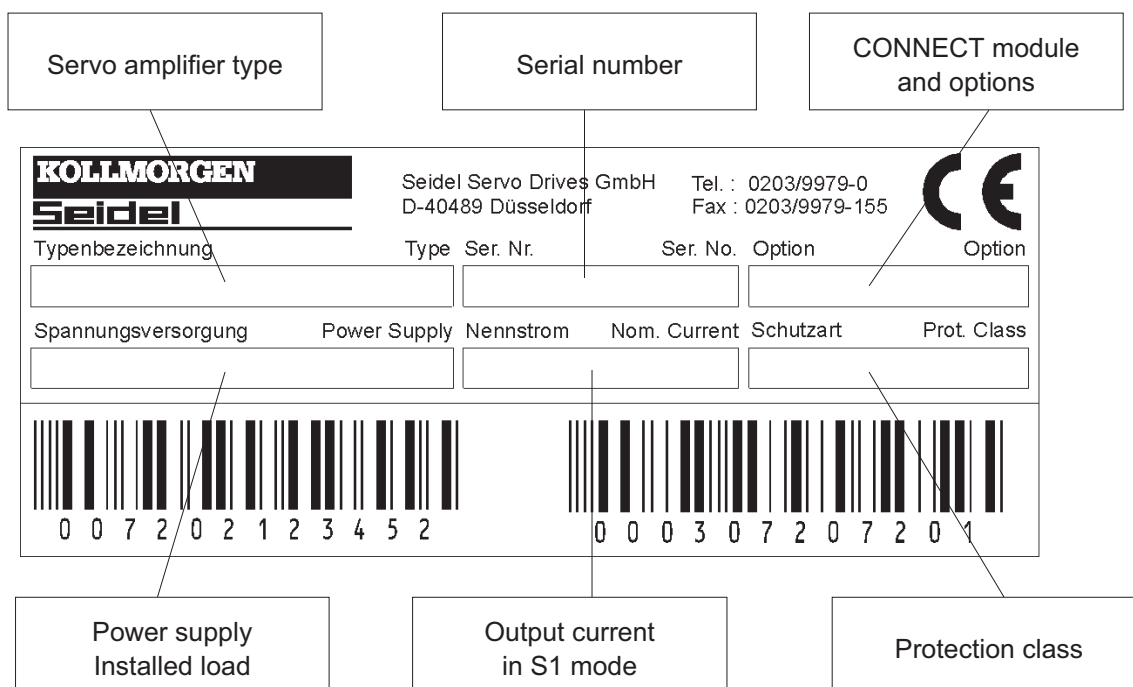 Servo amplifier type
Serial number
CONNECT module
and options
KOLLMORGEN
Seidel
Seidel Servo Drives GmbH
D-40489 Düsseldorf
Tel. : 0203/9979-0
Fax : 0203/9979-155
CE
Typenbezeichnung Type Ser. Nr. Ser. No. Option Option
Spannungsversorgung Power Supply Nennstrom Nom. Current Schutzart Prot. Class
0 0 7 2 0 2 1 2 3 4 5 2
0 0 0 3 0 7 2 0 7 2 0 1
Power supply
Installed load
Output current
in S1 mode
Protection class